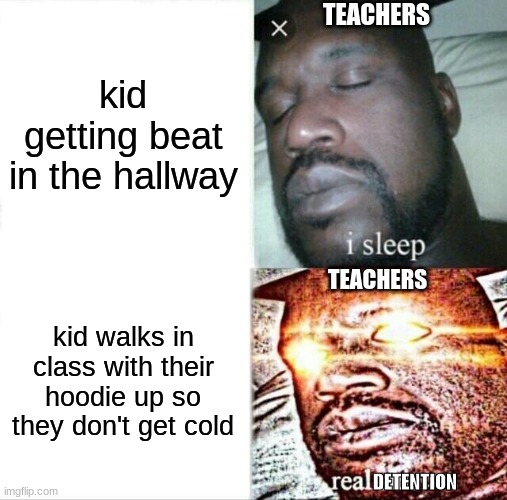 TEACHERS
kid
getting beat
in the hallway
i sleep
TEACHERS
kid walks in
class with their
hoodie up so
they don't get cold
real DETENTION
imgflip.com